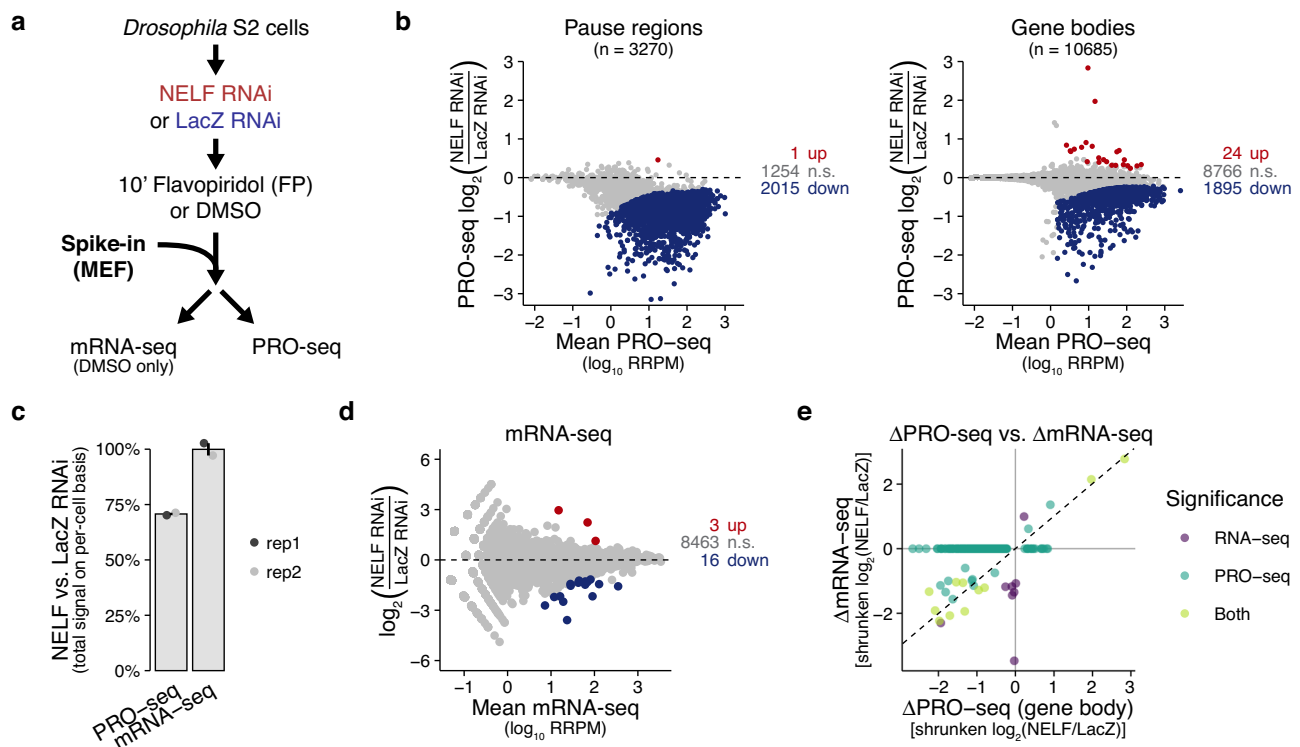 a
Drosophila S2 cells
NELF RNAi
or LacZ RNAi
10' Flavopiridol (FP)
or DMSO
Spike-in
(MEF)
mRNA-seq
(DMSO only)
PRO-seq
b
Pause regions
(n = 3270)
PRO-seq log2(NELF RNAi / LacZ RNAi)
3
2
1
0
−1
−2
−3
−2 −1 0 1 2 3
Mean PRO−seq
(log10 RRPM)
1 up
1254 n.s.
2015 down
Gene bodies
(n = 10685)
PRO-seq log2(NELF RNAi / LacZ RNAi)
3
2
1
0
−1
−2
−3
−2 −1 0 1 2 3
Mean PRO−seq
(log10 RRPM)
24 up
8766 n.s.
1895 down
c
NELF vs. LacZ RNAi
(total signal on per-cell basis)
100%
75%
50%
25%
0%
PRO−seq
mRNA−seq
rep1
rep2
d
mRNA-seq
log2(NELF RNAi / LacZ RNAi)
6
3
0
−3
−6
−1 0 1 2 3
Mean mRNA−seq
(log10 RRPM)
3 up
8463 n.s.
16 down
e
ΔPRO-seq vs. ΔmRNA-seq
ΔmRNA−seq
[shrunken log2(NELF/LacZ)]
2
0
−2
−2 −1 0 1 2 3
ΔPRO−seq (gene body)
[shrunken log2(NELF/LacZ)]
Significance
RNA−seq
PRO−seq
Both